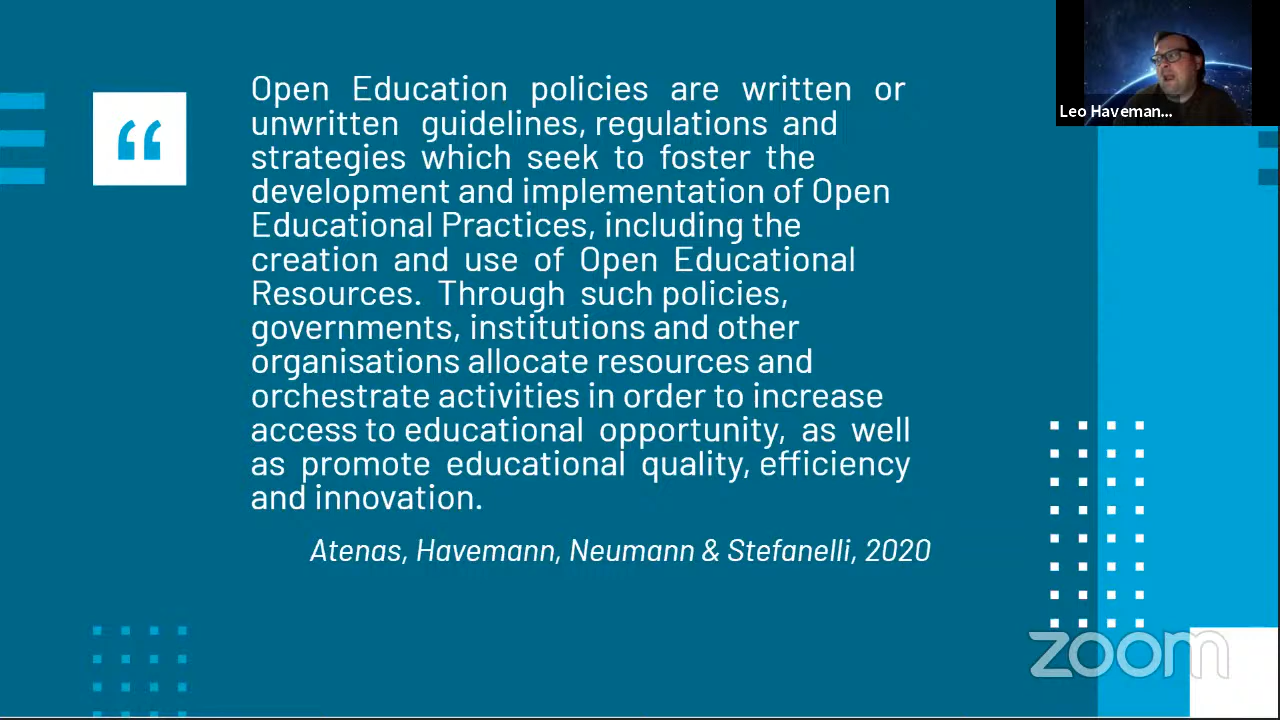 Open Education policies are written or
unwritten guidelines, regulations and
strategies which seek to foster the
development and implementation of Open
Educational Practices, including the
creation and use of Open Educational
Resources. Through such policies,
governments, institutions and other
organisations allocate resources and
orchestrate activities in order to increase
access to educational opportunity, as well
as promote educational quality, efficiency
and innovation.
Atenas, Havemann, Neumann & Stefanelli, 2020
Leo Haveman...
zoom